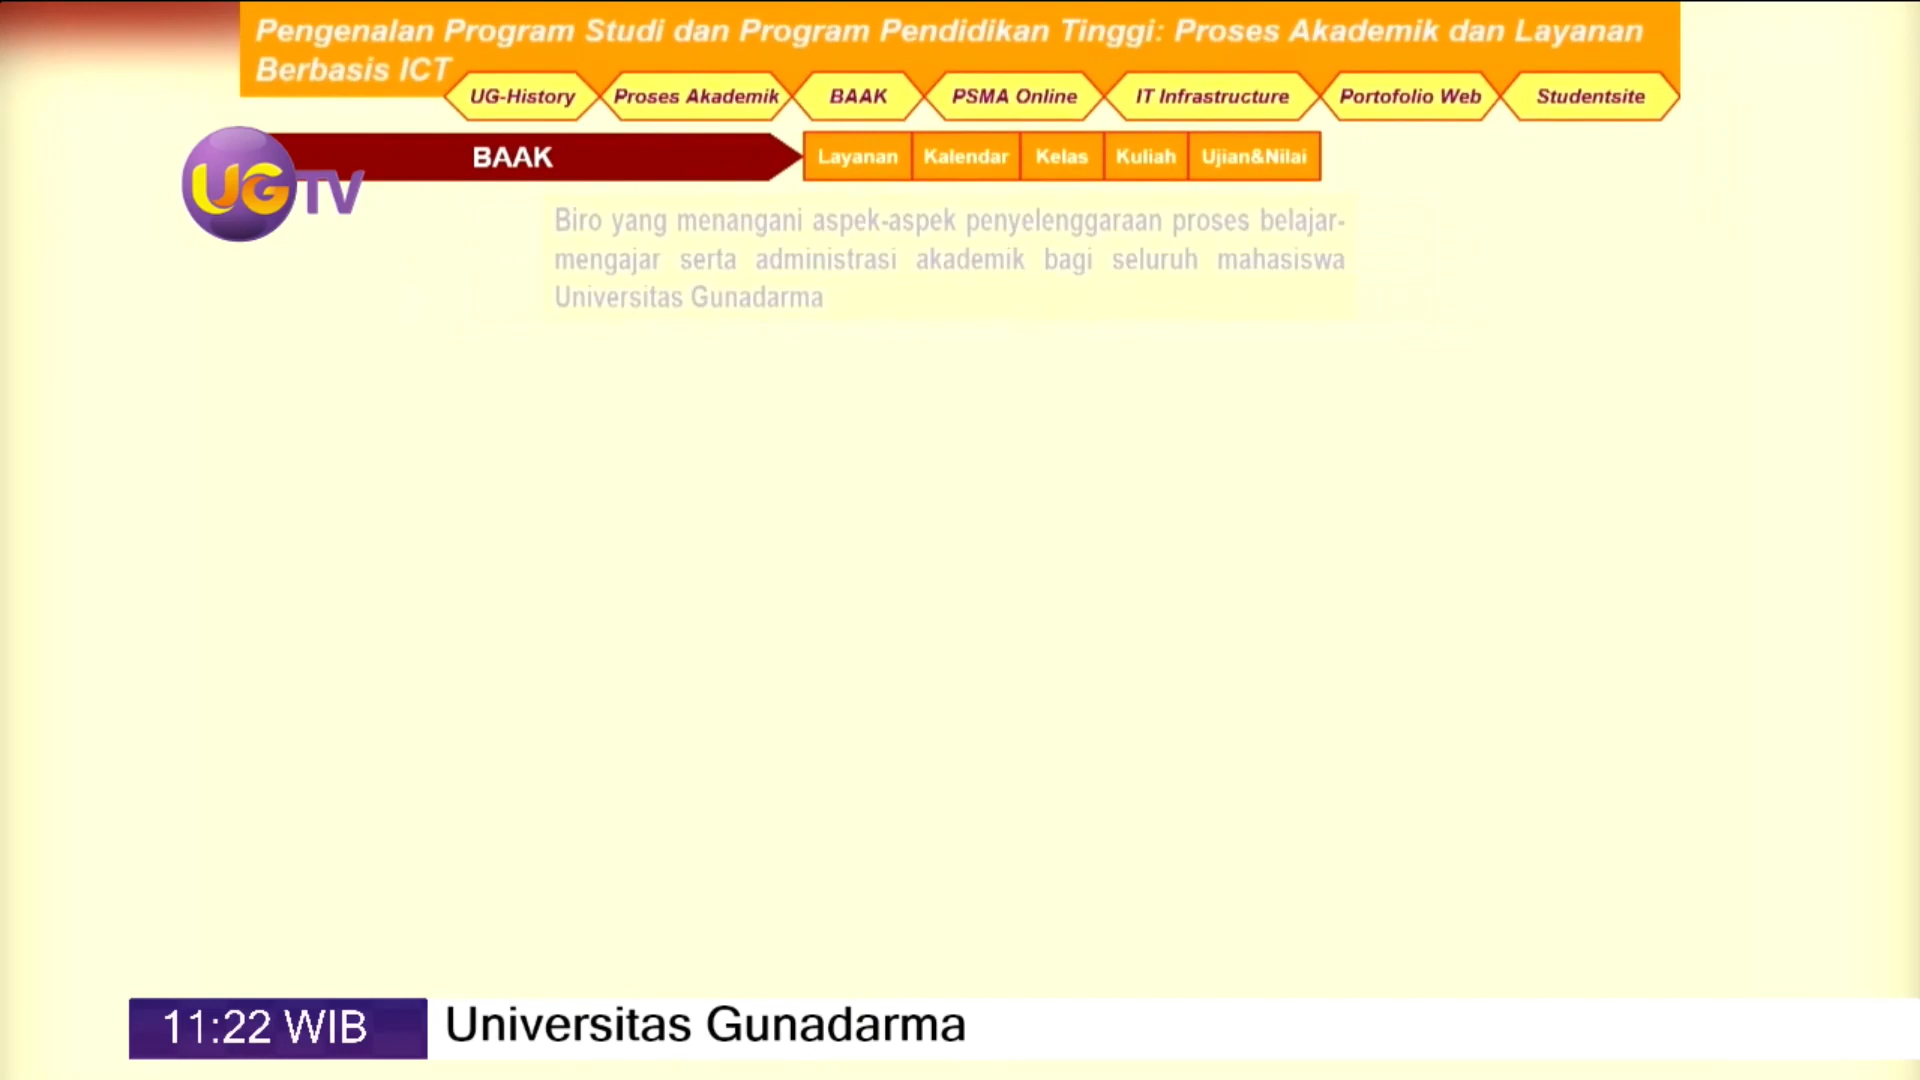 Pengenalan Program Studi dan Program Pendidikan Tinggi: Proses Akademik dan Layanan
Berbasis ICT
UG-History Proses Akademik BAAK PSMA Online IT Infrastructure Portofolio Web Studentsite
BAAK Layanan Kalendar Kelas Kuliah Ujian&Nilai
UG TV
Biro yang menangani aspek-aspek penyelenggaraan proses belajar-
mengajar serta administrasi akademik bagi seluruh mahasiswa
Universitas Gunadarma
11:22 WIB Universitas Gunadarma